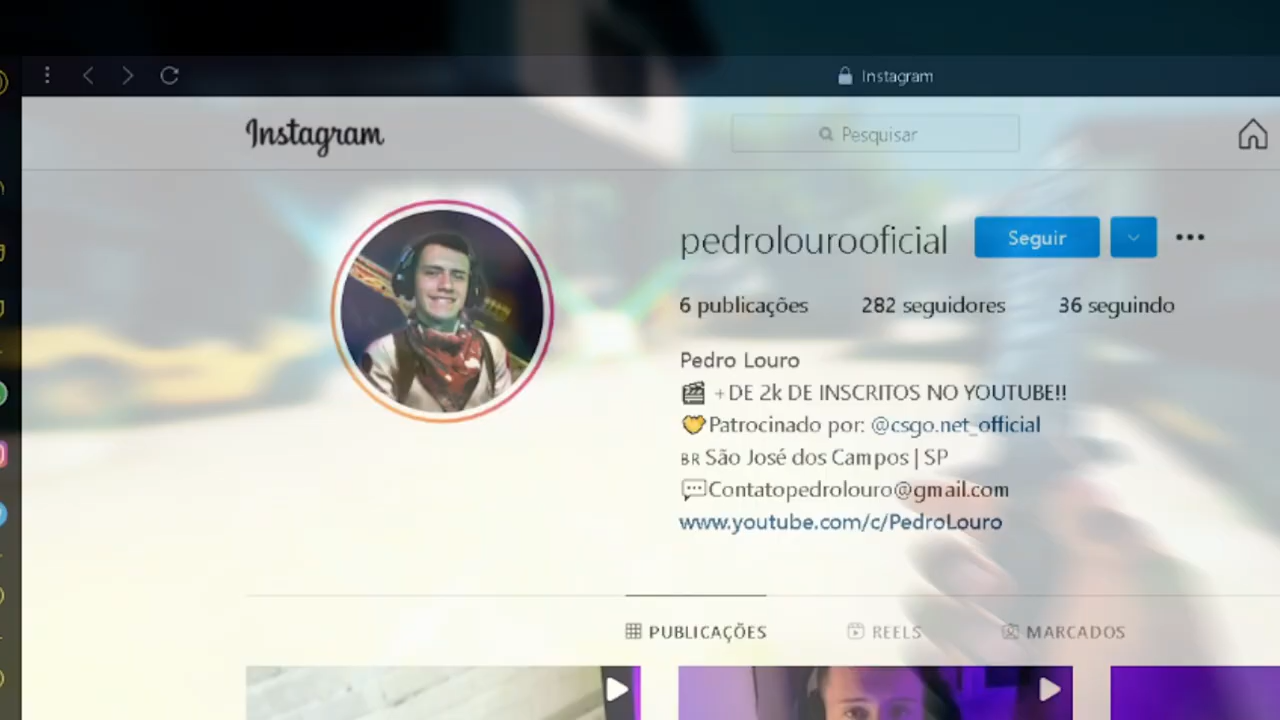 Instagram
Instagram
Pesquisar
pedrolourooficial
Seguir
6 publicações 282 seguidores 36 seguindo
Pedro Louro
🎬 +DE 2k DE INSCRITOS NO YOUTUBE!!
💛Patrocinado por: @csgo.net_official
BR São José dos Campos | SP
💬Contatopedrolouro@gmail.com
www.youtube.com/c/PedroLouro
PUBLICAÇÕES REELS MARCADOS